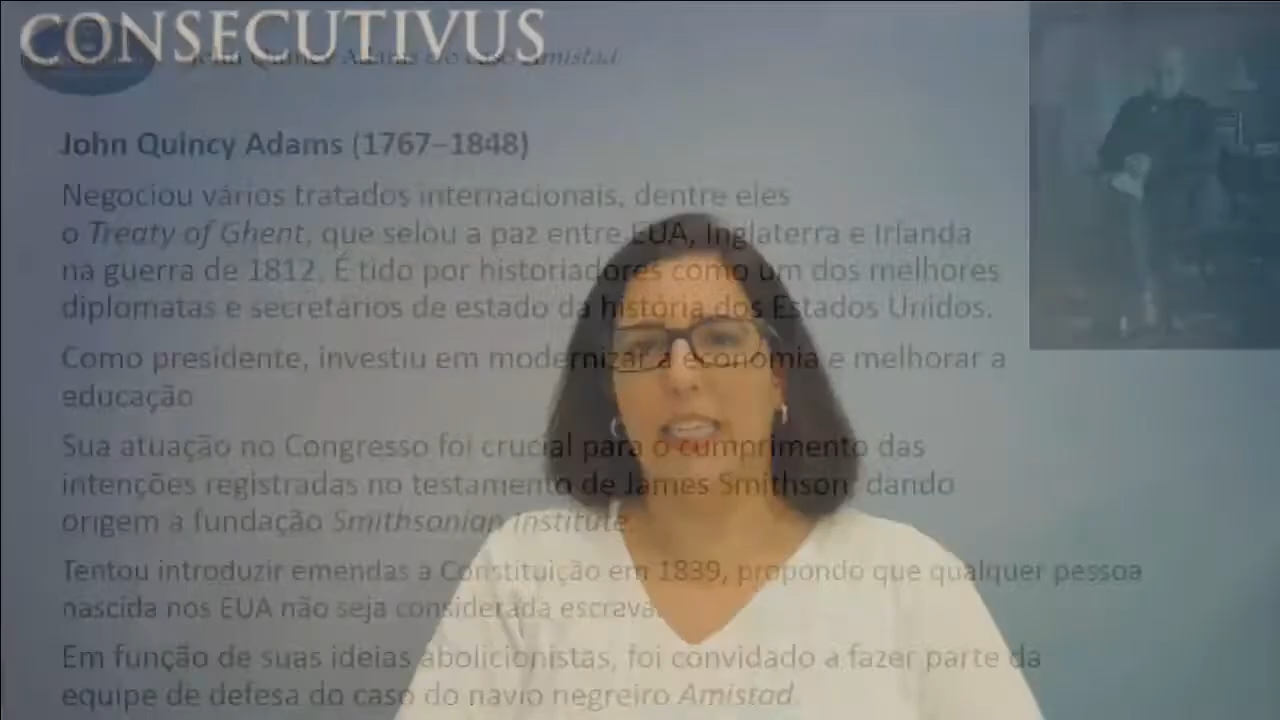 CONSECUTIVUS
John Quincy Adams e o caso Amistad
John Quincy Adams (1767–1848)
Negociou vários tratados internacionais, dentre eles
o Treaty of Ghent, que selou a paz entre EUA, Inglaterra e Irlanda
na guerra de 1812. É tido por historiadores como um dos melhores
diplomatas e secretários de estado da história dos Estados Unidos.
Como presidente, investiu em modernizar a economia e melhorar a
educação
Sua atuação no Congresso foi crucial para o cumprimento das
intenções registradas no testamento de James Smithson, dando
origem a fundação Smithsonian Institute.
Tentou introduzir emendas a Constituição em 1839, propondo que qualquer pessoa
nascida nos EUA não seja considerada escrava.
Em função de suas ideias abolicionistas, foi convidado a fazer parte da
equipe de defesa do caso do navio negreiro Amistad.